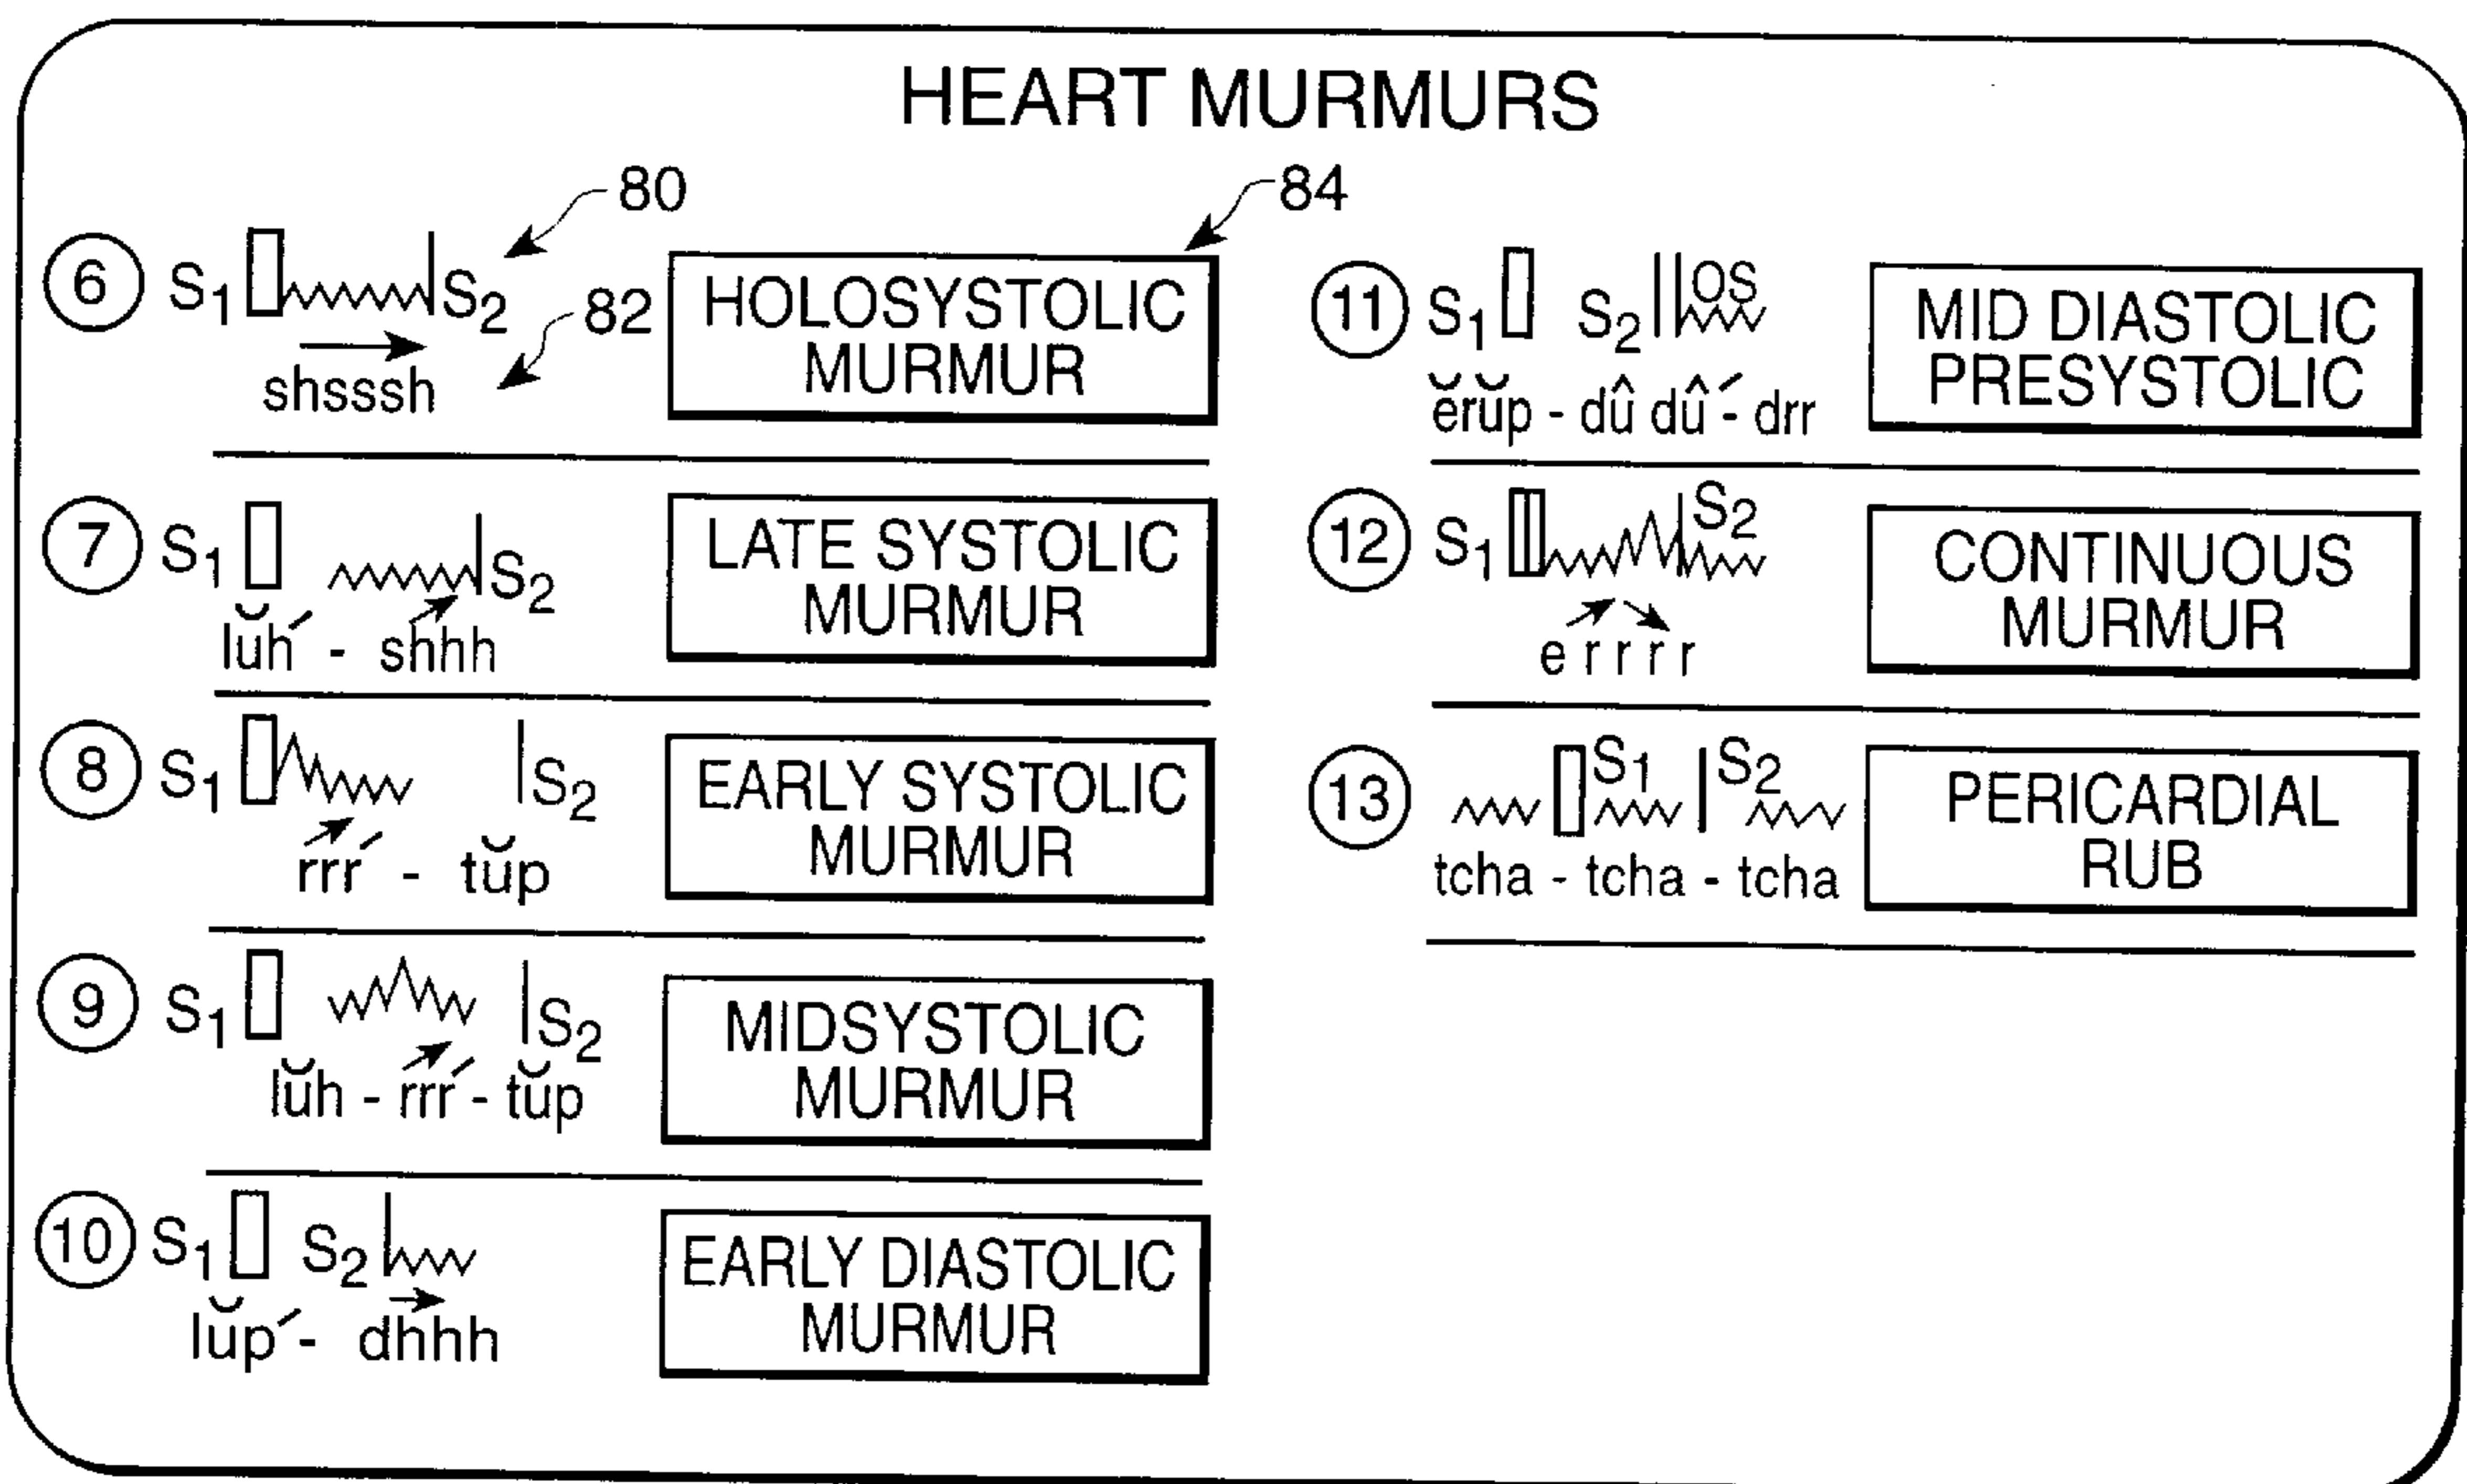 HEART MURMURS
80
84
6 S₁ S₂
82
shsssh
HOLOSYSTOLIC
MURMUR
7 S₁ S₂
lŭh´ - shhh
LATE SYSTOLIC
MURMUR
8 S₁ S₂
rrr´ - tŭp
EARLY SYSTOLIC
MURMUR
9 S₁ S₂
lŭh - rrr´ - tŭp
MIDSYSTOLIC
MURMUR
10 S₁ S₂
lŭp´ - dhhh
EARLY DIASTOLIC
MURMUR
11 S₁ S₂ OS
ĕrŭp - dû dû´ - drr
MID DIASTOLIC
PRESYSTOLIC
12 S₁ S₂
e r r r r
CONTINUOUS
MURMUR
13 S₁ S₂
tcha - tcha - tcha
PERICARDIAL
RUB